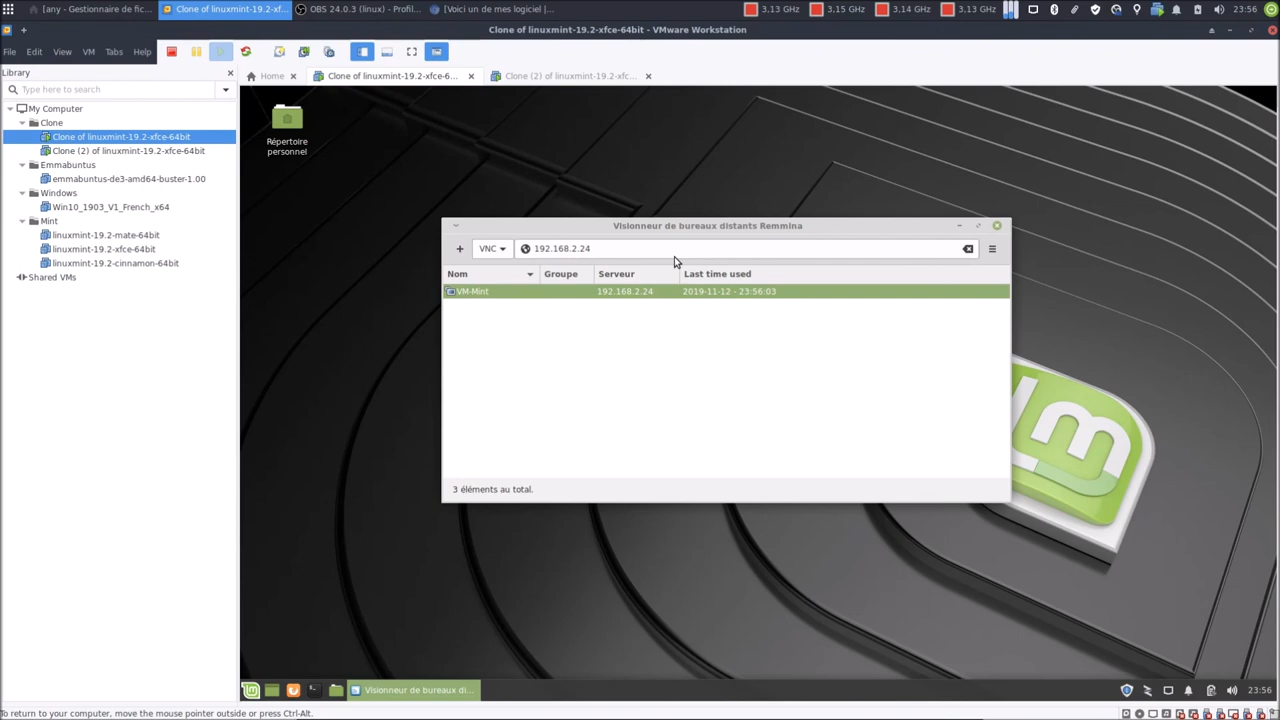 [any - Gestionnaire de fic...
Clone of linuxmint-19.2-xf...
OBS 24.0.3 (linux) - Profil...
[Voici un de mes logiciel |...
3,13 GHz
3,15 GHz
3,14 GHz
3,13 GHz
23:56
Clone of linuxmint-19.2-xfce-64bit - VMware Workstation
File Edit View VM Tabs Help
Library
Home
Clone of linuxmint-19.2-xfce-6...
Clone (2) of linuxmint-19.2-xfc...
Type here to search
My Computer
Clone
Clone of linuxmint-19.2-xfce-64bit
Clone (2) of linuxmint-19.2-xfce-64bit
Emmabuntus
emmabuntus-de3-amd64-buster-1.00
Windows
Win10_1903_V1_French_x64
Mint
linuxmint-19.2-mate-64bit
linuxmint-19.2-xfce-64bit
linuxmint-19.2-cinnamon-64bit
Shared VMs
Répertoire
personnel
Visionneur de bureaux distants Remmina
VNC
192.168.2.24
Nom Groupe Serveur Last time used
VM-Mint 192.168.2.24 2019-11-12 - 23:56:03
3 éléments au total.
Visionneur de bureaux di...
23:56
To return to your computer, move the mouse pointer outside or press Ctrl-Alt.